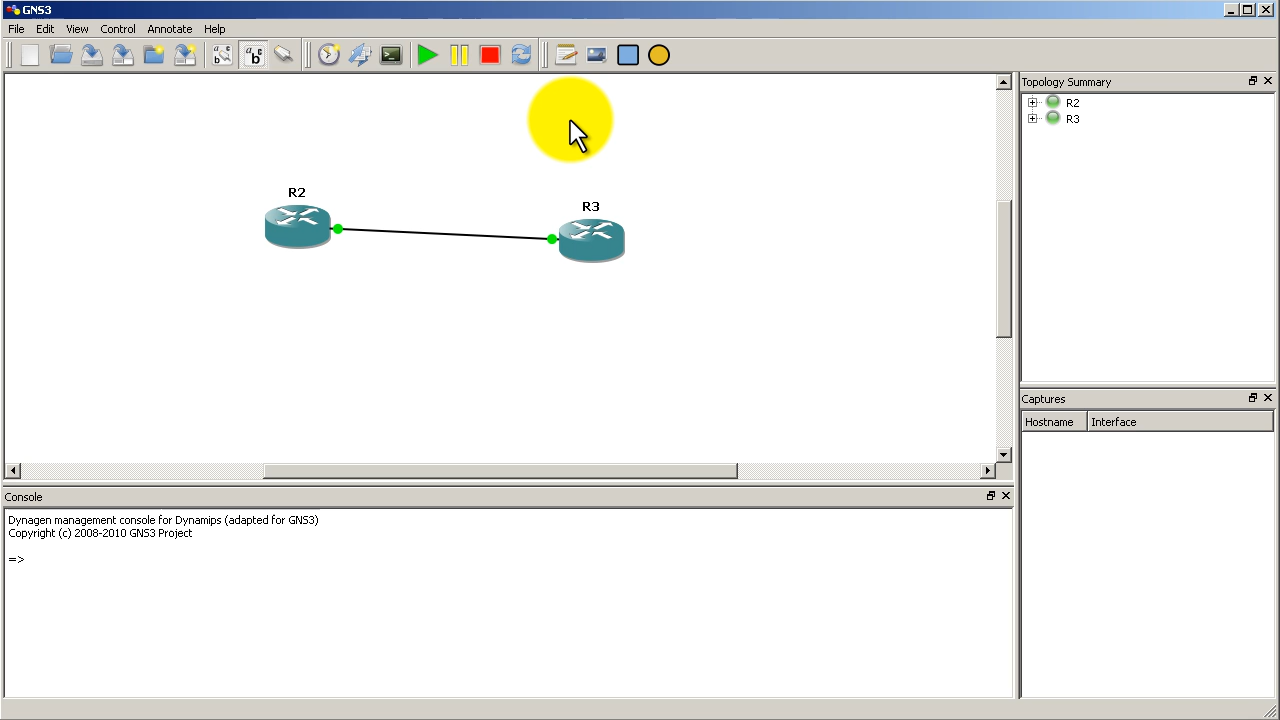 GNS3
File Edit View Control Annotate Help
Topology Summary
R2
R3
R2
R3
Captures
Hostname Interface
Console
Dynagen management console for Dynamips (adapted for GNS3)
Copyright (c) 2008-2010 GNS3 Project
=>